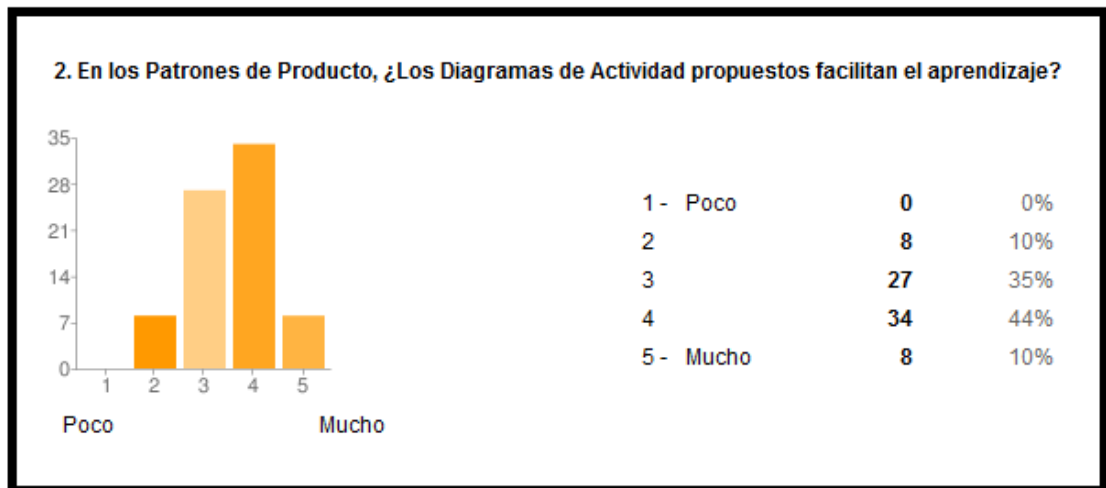 2. En los Patrones de Producto, ¿Los Diagramas de Actividad propuestos facilitan el aprendizaje?
35
28
21
14
7
0
1 2 3 4 5
Poco Mucho
1 - Poco 0 0%
2 8 10%
3 27 35%
4 34 44%
5 - Mucho 8 10%